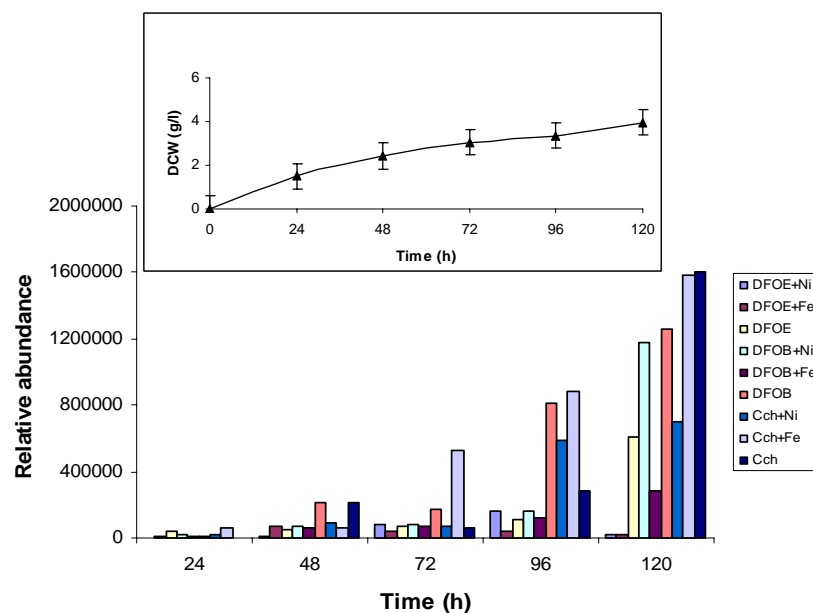 6
4
2
0
DCW (g/l)
0 24 48 72 96 120
Time (h)
2000000
1600000
1200000
800000
400000
0
Relative abundance
24 48 72 96 120
Time (h)
DFOE+Ni
DFOE+Fe
DFOE
DFOB+Ni
DFOB+Fe
DFOB
Cch+Ni
Cch+Fe
Cch